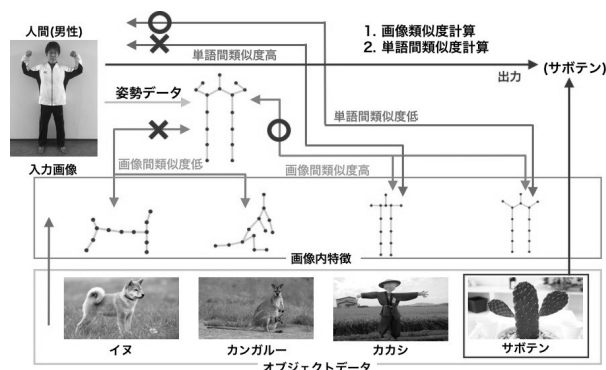 人間(男性)
1. 画像類似度計算
2. 単語間類似度計算
単語間類似度高
出力
(サボテン)
姿勢データ
単語間類似度低
入力画像
画像間類似度低
画像間類似度高
画像内特徴
イヌ
カンガルー
カカシ
サボテン
オブジェクトデータ